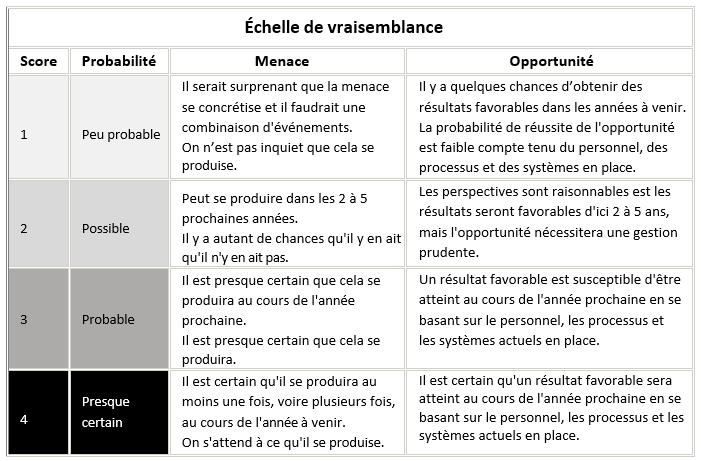 Échelle de vraisemblance
Score Probabilité Menace Opportunité
1
Peu probable
Il serait surprenant que la menace
se concrétise et il faudrait une
combinaison d'événements.
On n’est pas inquiet que cela se
produise.
Il y a quelques chances d’obtenir des
résultats favorables dans les années à venir.
La probabilité de réussite de l'opportunité
est faible compte tenu du personnel, des
processus et des systèmes en place.
2
Possible
Peut se produire dans les 2 à 5
prochaines années.
Il y a autant de chances qu'il y en ait
qu'il n'y en ait pas.
Les perspectives sont raisonnables est les
résultats seront favorables d'ici 2 à 5 ans,
mais l'opportunité nécessitera une gestion
prudente.
3
Probable
Il est presque certain que cela se
produira au cours de l'année
prochaine.
Il est presque certain que cela se
produira.
Un résultat favorable est susceptible d'être
atteint au cours de l'année prochaine en se
basant sur le personnel, les processus et
les systèmes actuels en place.
4
Presque
certain
Il est certain qu'il se produira au
moins une fois, voire plusieurs fois,
au cours de l'année à venir.
On s'attend à ce qu'il se produise.
Il est certain qu'un résultat favorable sera
atteint au cours de l'année prochaine en se
basant sur le personnel, les processus et les
systèmes actuels en place.